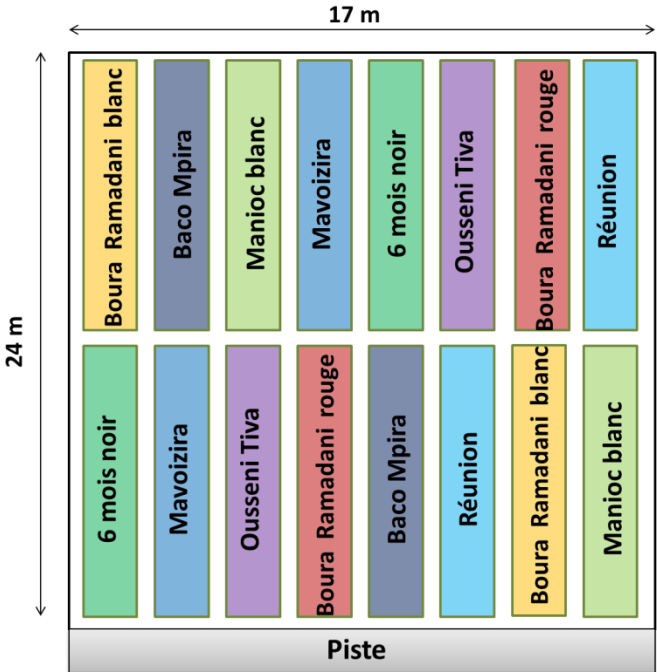 17 m
24 m
Boura Ramadani blanc
Baco Mpira
Manioc blanc
Mavoizira
6 mois noir
Ousseni Tiva
Boura Ramadani rouge
Réunion
6 mois noir
Mavoizira
Ousseni Tiva
Boura Ramadani rouge
Baco Mpira
Réunion
Boura Ramadani blanc
Manioc blanc
Piste